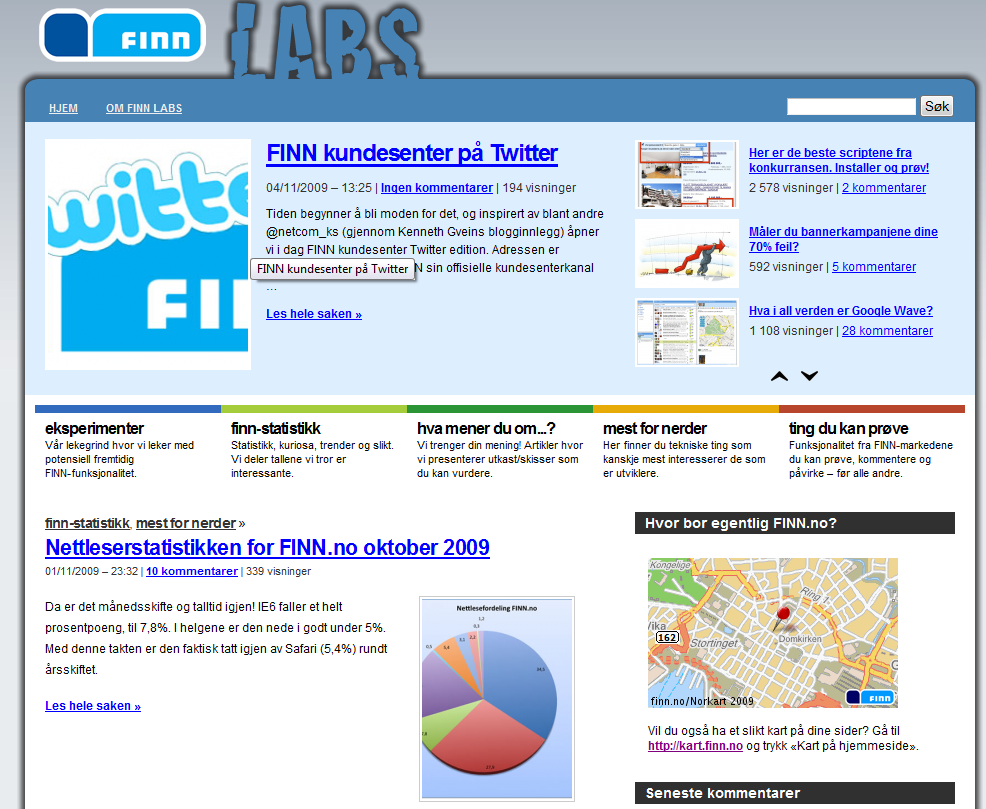 FINN LABS
HJEM OM FINN LABS Søk
witte
FI
FINN kundesenter på Twitter
04/11/2009 – 13:25 | Ingen kommentarer | 194 visninger
Tiden begynner å bli moden for det, og inspirert av blant andre
@netcom_ks (gjennom Kenneth Gveins blogginnlegg) åpner
vi i dag FINN kundesenter Twitter edition. Adressen er
FINN kundesenter på Twitter
N sin offisielle kundesenterkanal
…
Les hele saken »
Her er de beste scriptene fra
konkurransen. Installer og prøv!
2 578 visninger | 2 kommentarer
Måler du bannerkampanjene dine
70% feil?
592 visninger | 5 kommentarer
Hva i all verden er Google Wave?
1 108 visninger | 28 kommentarer
eksperimenter
Vår lekegrind hvor vi leker med
potensiell fremtidig
FINN-funksjonalitet.
finn-statistikk
Statistikk, kuriosa, trender og slikt.
Vi deler tallene vi tror er
interessante.
hva mener du om...?
Vi trenger din mening! Artikler hvor
vi presenterer utkast/skisser som
du kan vurdere.
mest for nerder
Her finner du tekniske ting som
kanskje mest interesserer de som
er utviklere.
ting du kan prøve
Funksjonalitet fra FINN-markedene
du kan prøve, kommentere og
påvirke – før alle andre.
finn-statistikk, mest for nerder »
Nettleserstatistikken for FINN.no oktober 2009
01/11/2009 – 23:32 | 10 kommentarer | 339 visninger
Da er det månedsskifte og talltid igjen! IE6 faller et helt
prosentpoeng, til 7,8%. I helgene er den nede i godt under 5%.
Med denne takten er den faktisk tatt igjen av Safari (5,4%) rundt
årsskiftet.
Les hele saken »
Nettlesefordeling FINN.no
Hvor bor egentlig FINN.no?
Kongelige
Ring 1
Vika
162
Stortinget
Domkirken
finn.no/Norkart 2009
FINN
Vil du også ha et slikt kart på dine sider? Gå til
http://kart.finn.no og trykk «Kart på hjemmeside».
Seneste kommentarer